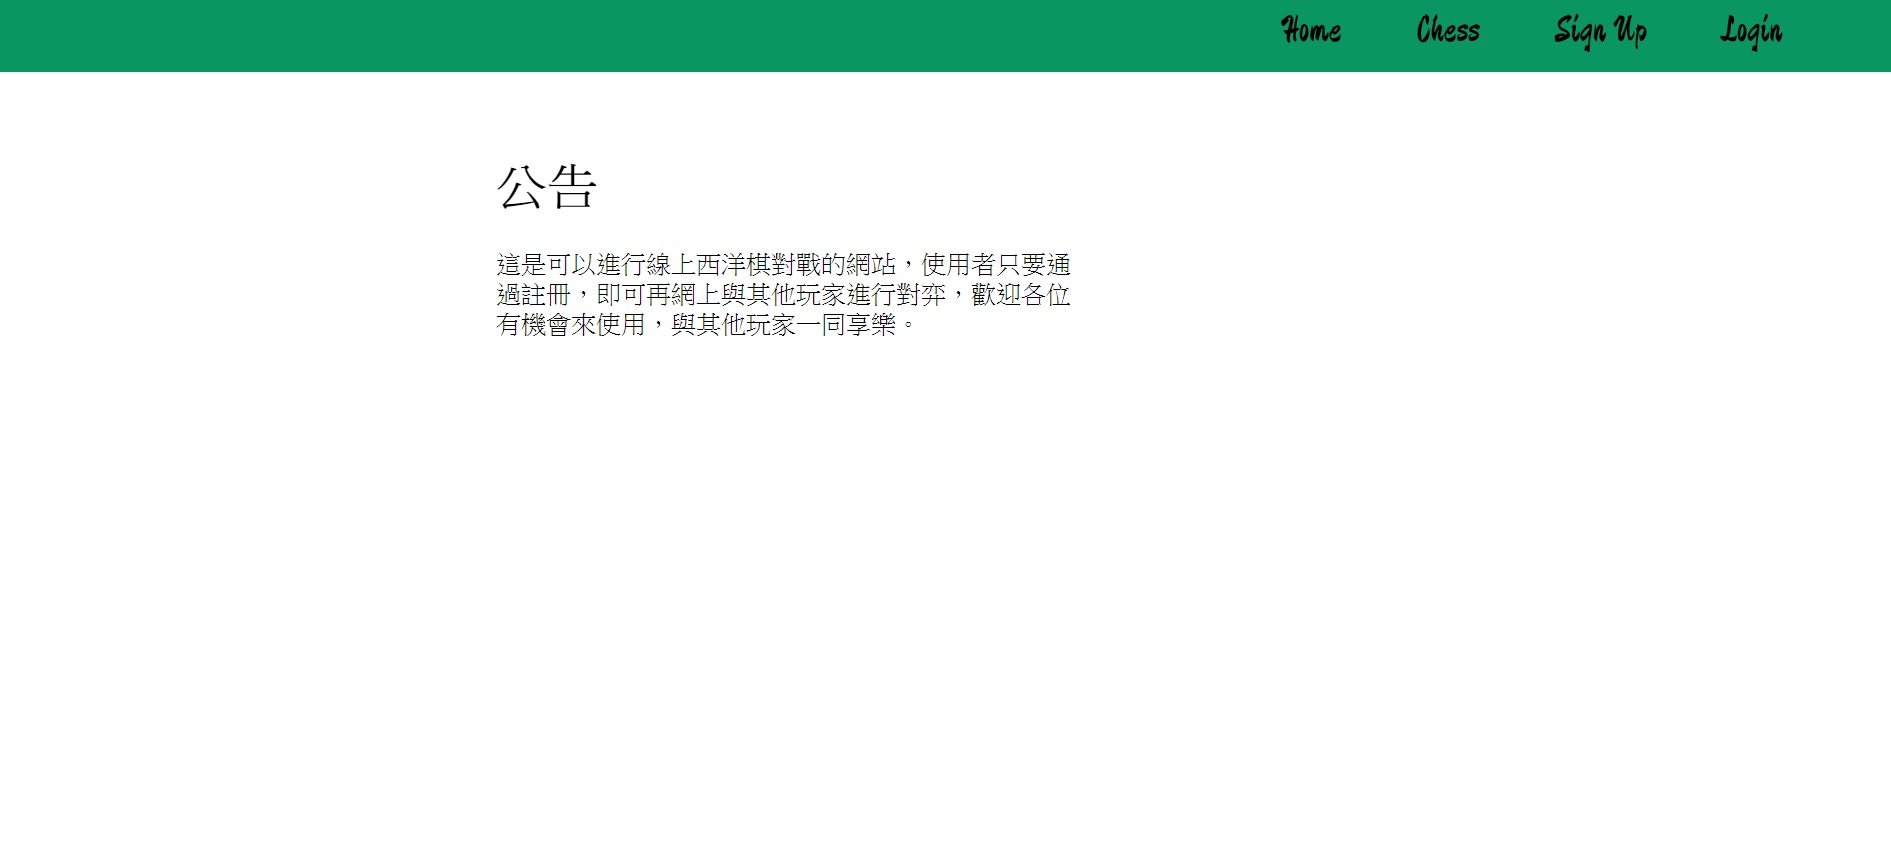 Home Chess Sign Up Login
公告
這是可以進行線上西洋棋對戰的網站，使用者只要通
過註冊，即可再網上與其他玩家進行對弈，歡迎各位
有機會來使用，與其他玩家一同享樂。